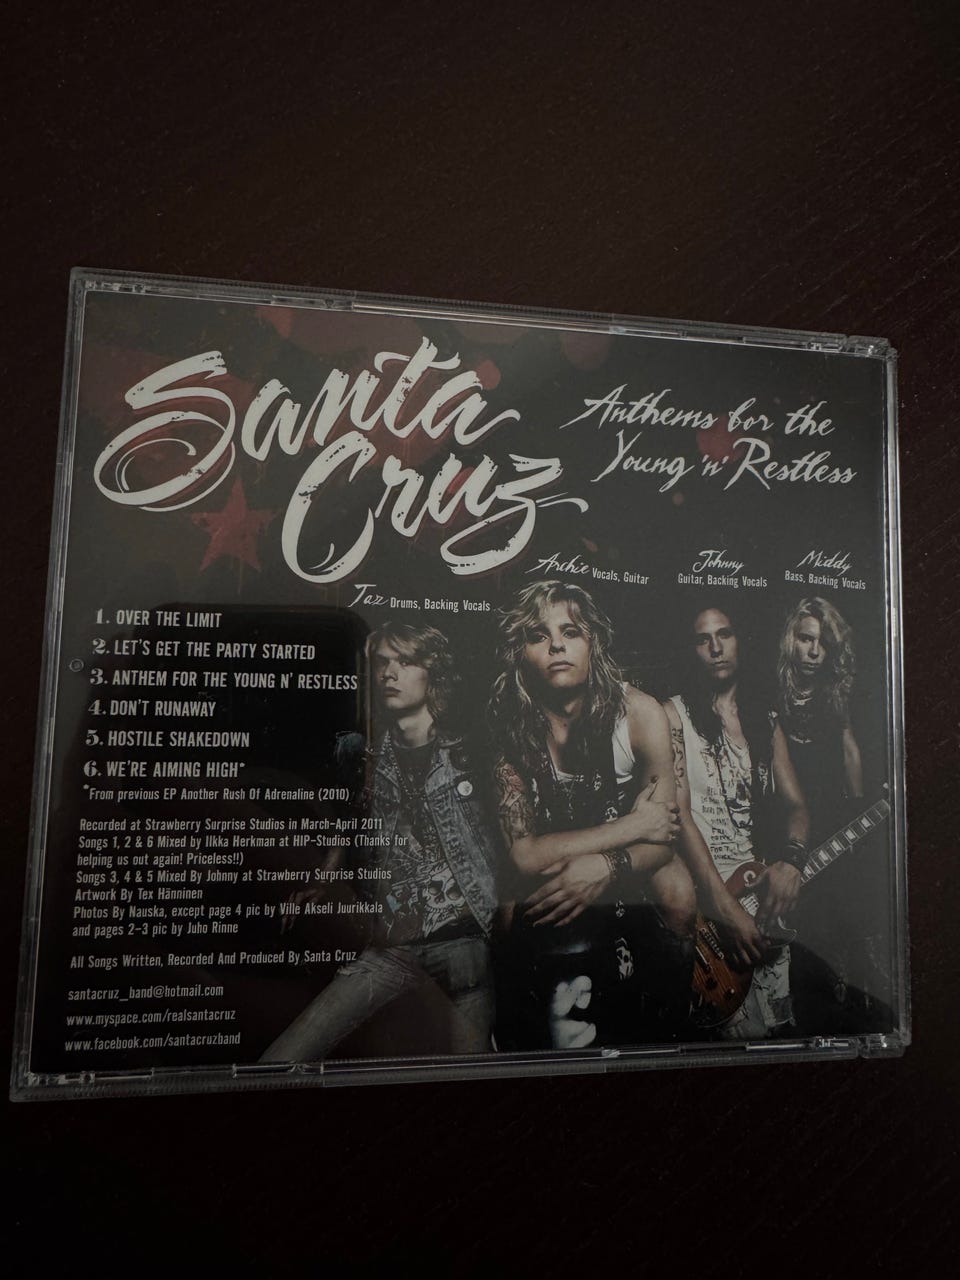 Santa
Cruz
Anthems for the
Young 'n' Restless
Taz Drums, Backing Vocals
Archie Vocals, Guitar
Johnny
Guitar, Backing Vocals
Middy
Bass, Backing Vocals
1. OVER THE LIMIT
2. LET'S GET THE PARTY STARTED
3. ANTHEM FOR THE YOUNG N' RESTLESS
4. DON'T RUNAWAY
5. HOSTILE SHAKEDOWN
6. WE'RE AIMING HIGH*
*From previous EP Another Rush Of Adrenaline (2010)
Recorded at Strawberry Surprise Studios in March-April 2011
Songs 1, 2 & 6 Mixed by Ilkka Herkman at HIP-Studios (Thanks for
helping us out again! Priceless!!)
Songs 3, 4 & 5 Mixed By Johnny at Strawberry Surprise Studios
Artwork By Tex Hänninen
Photos By Nauska, except page 4 pic by Ville Akseli Juurikkala
and pages 2-3 pic by Juho Rinne
All Songs Written, Recorded And Produced By Santa Cruz
santacruz_band@hotmail.com
www.myspace.com/realsantacruz
www.facebook.com/santacruzband